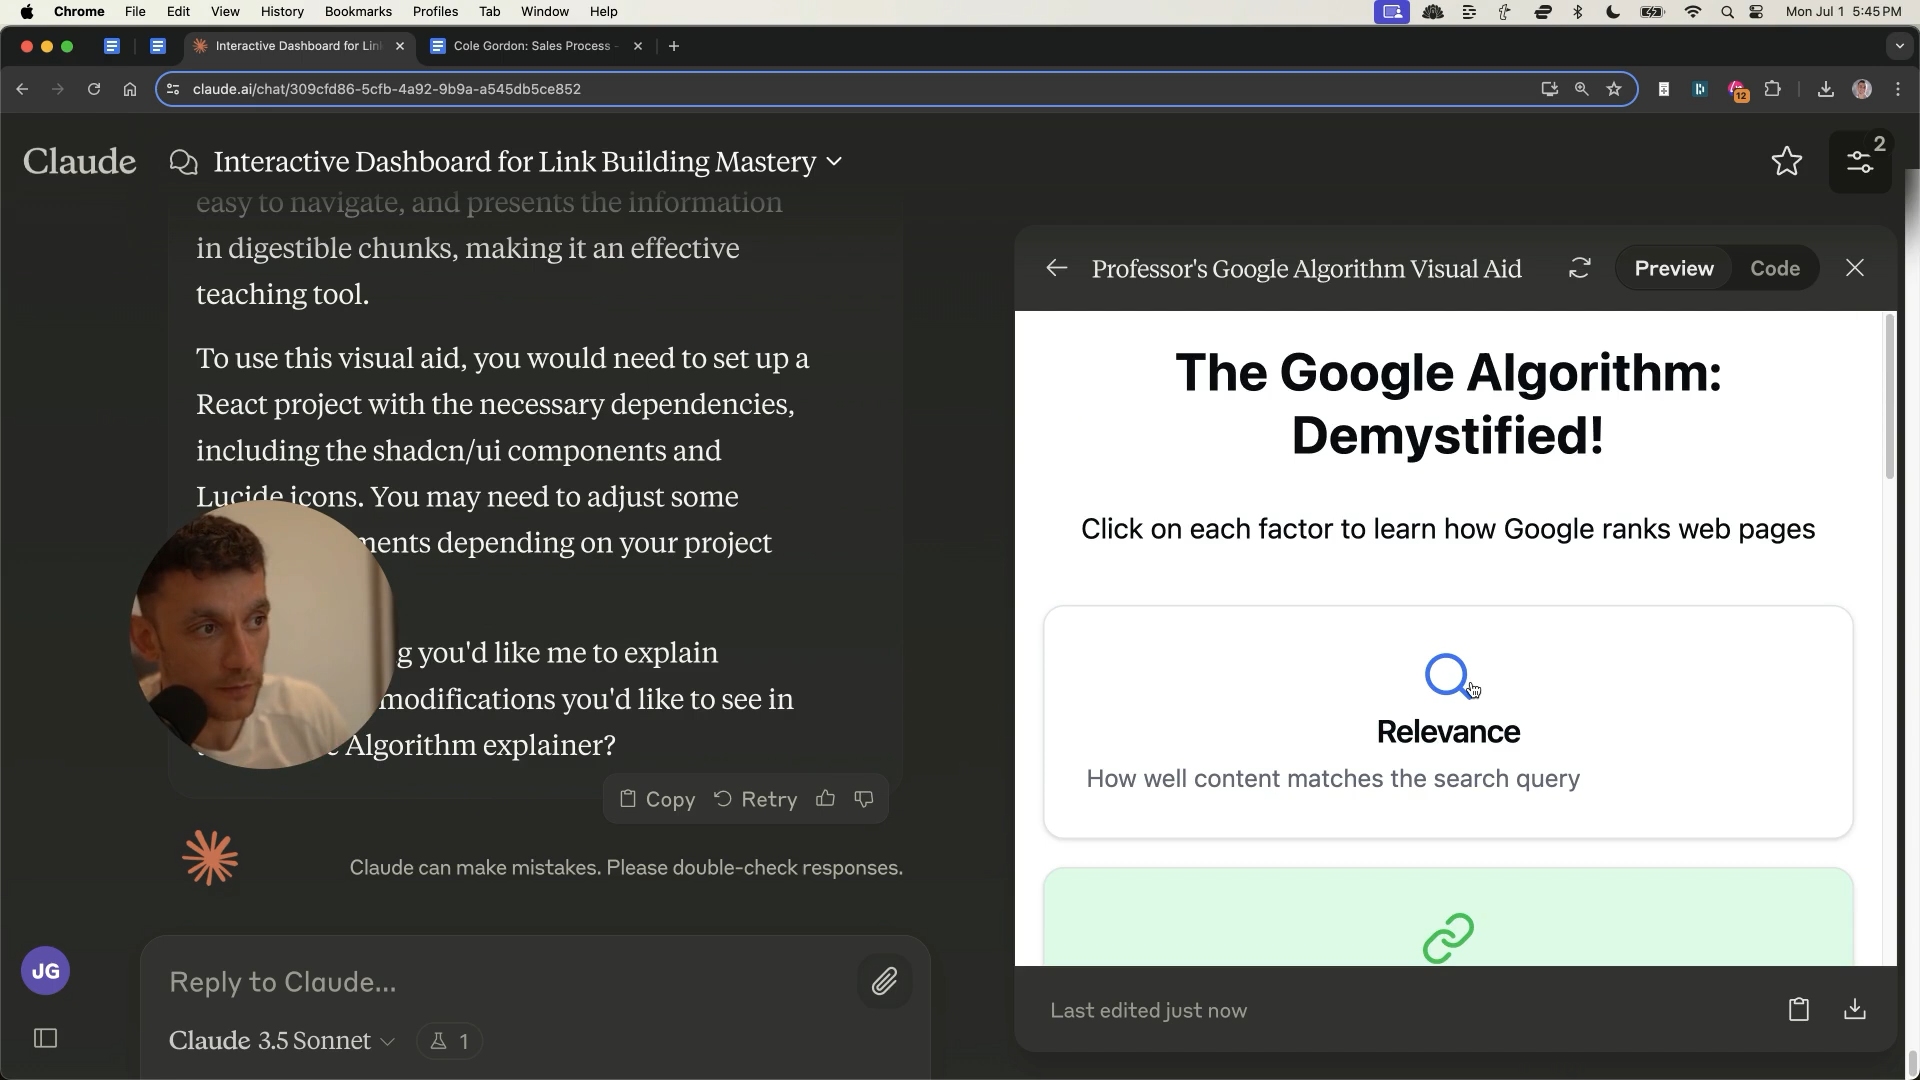 Chrome File Edit View History Bookmarks Profiles Tab Window Help Mon Jul 1 5:45 PM
Interactive Dashboard for Lin Cole Gordon: Sales Process -
claude.ai/chat/309cfd86-5cfb-4a92-9b9a-a545db5ce852 12
Claude Interactive Dashboard for Link Building Mastery 2
easy to navigate, and presents the information
in digestible chunks, making it an effective
teaching tool.
To use this visual aid, you would need to set up a
React project with the necessary dependencies,
including the shadcn/ui components and
Lucide icons. You may need to adjust some
ments depending on your project
g you'd like me to explain
modifications you'd like to see in
Algorithm explainer?
Copy Retry
Claude can make mistakes. Please double-check responses.
JG
Reply to Claude...
Claude 3.5 Sonnet 1
Professor's Google Algorithm Visual Aid Preview Code
The Google Algorithm:
Demystified!
Click on each factor to learn how Google ranks web pages
Relevance
How well content matches the search query
Last edited just now